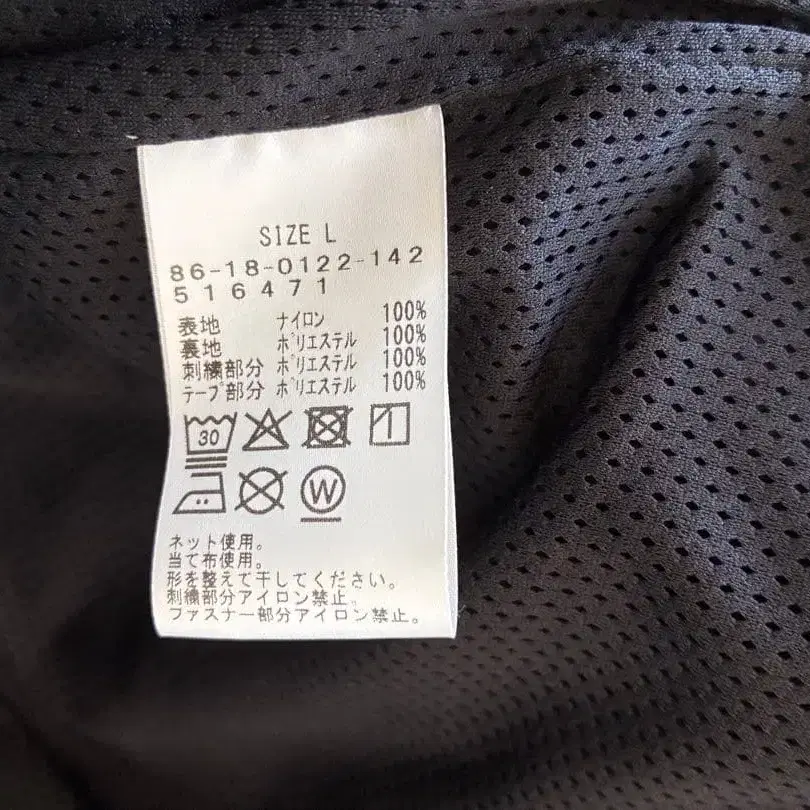 SIZE L
86-18-0122-142
516471
表地 ナイロン 100%
裏地 ポリエステル 100%
刺繍部分 ポリエステル 100%
テープ部分 ポリエステル 100%
30
W
ネット使用。
当て布使用。
形を整えて干してください。
刺繍部分アイロン禁止。
ファスナー部分アイロン禁止。